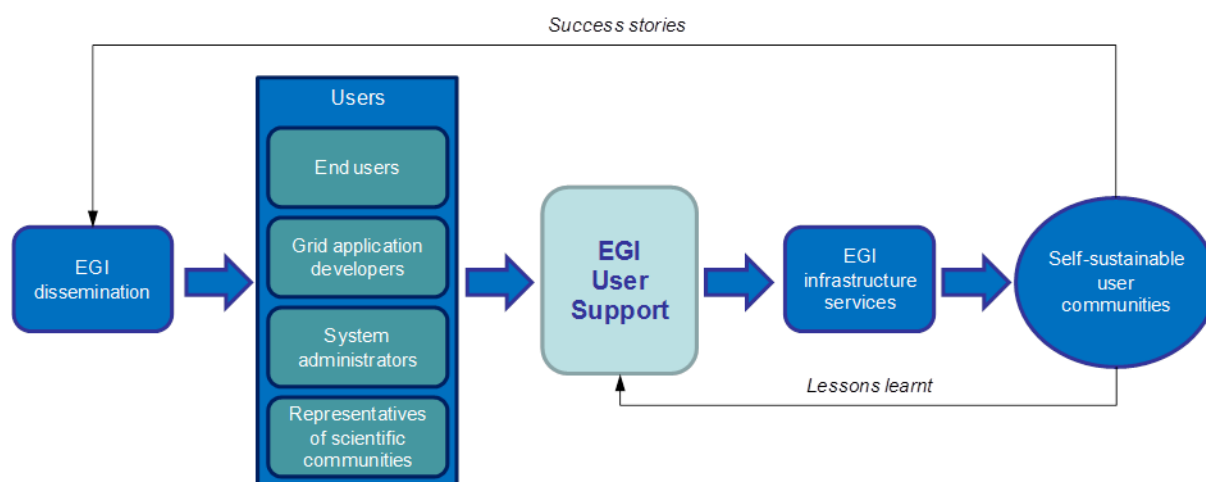 Success stories
Users
End users
Grid application
developers
System
administrators
Representatives
of scientific
communities
EGI
dissemination
EGI
User
Support
EGI
infrastructure
services
Self-sustainable
user
communities
Lessons learnt